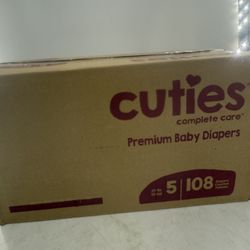 cuties
complete care
Premium Baby Diapers
5 108